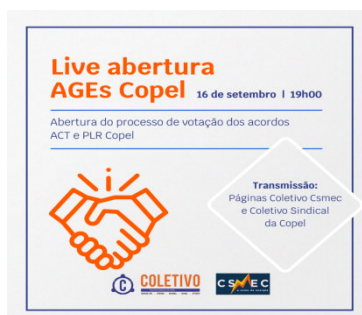 Live abertura
AGEs Copel 16 de setembro | 19h00
Abertura do processo de votação dos acordos
ACT e PLR Copel
Transmissão:
Páginas Coletivo Csmec
e Coletivo Sindical
da Copel
C COLETIVO
CSMEC